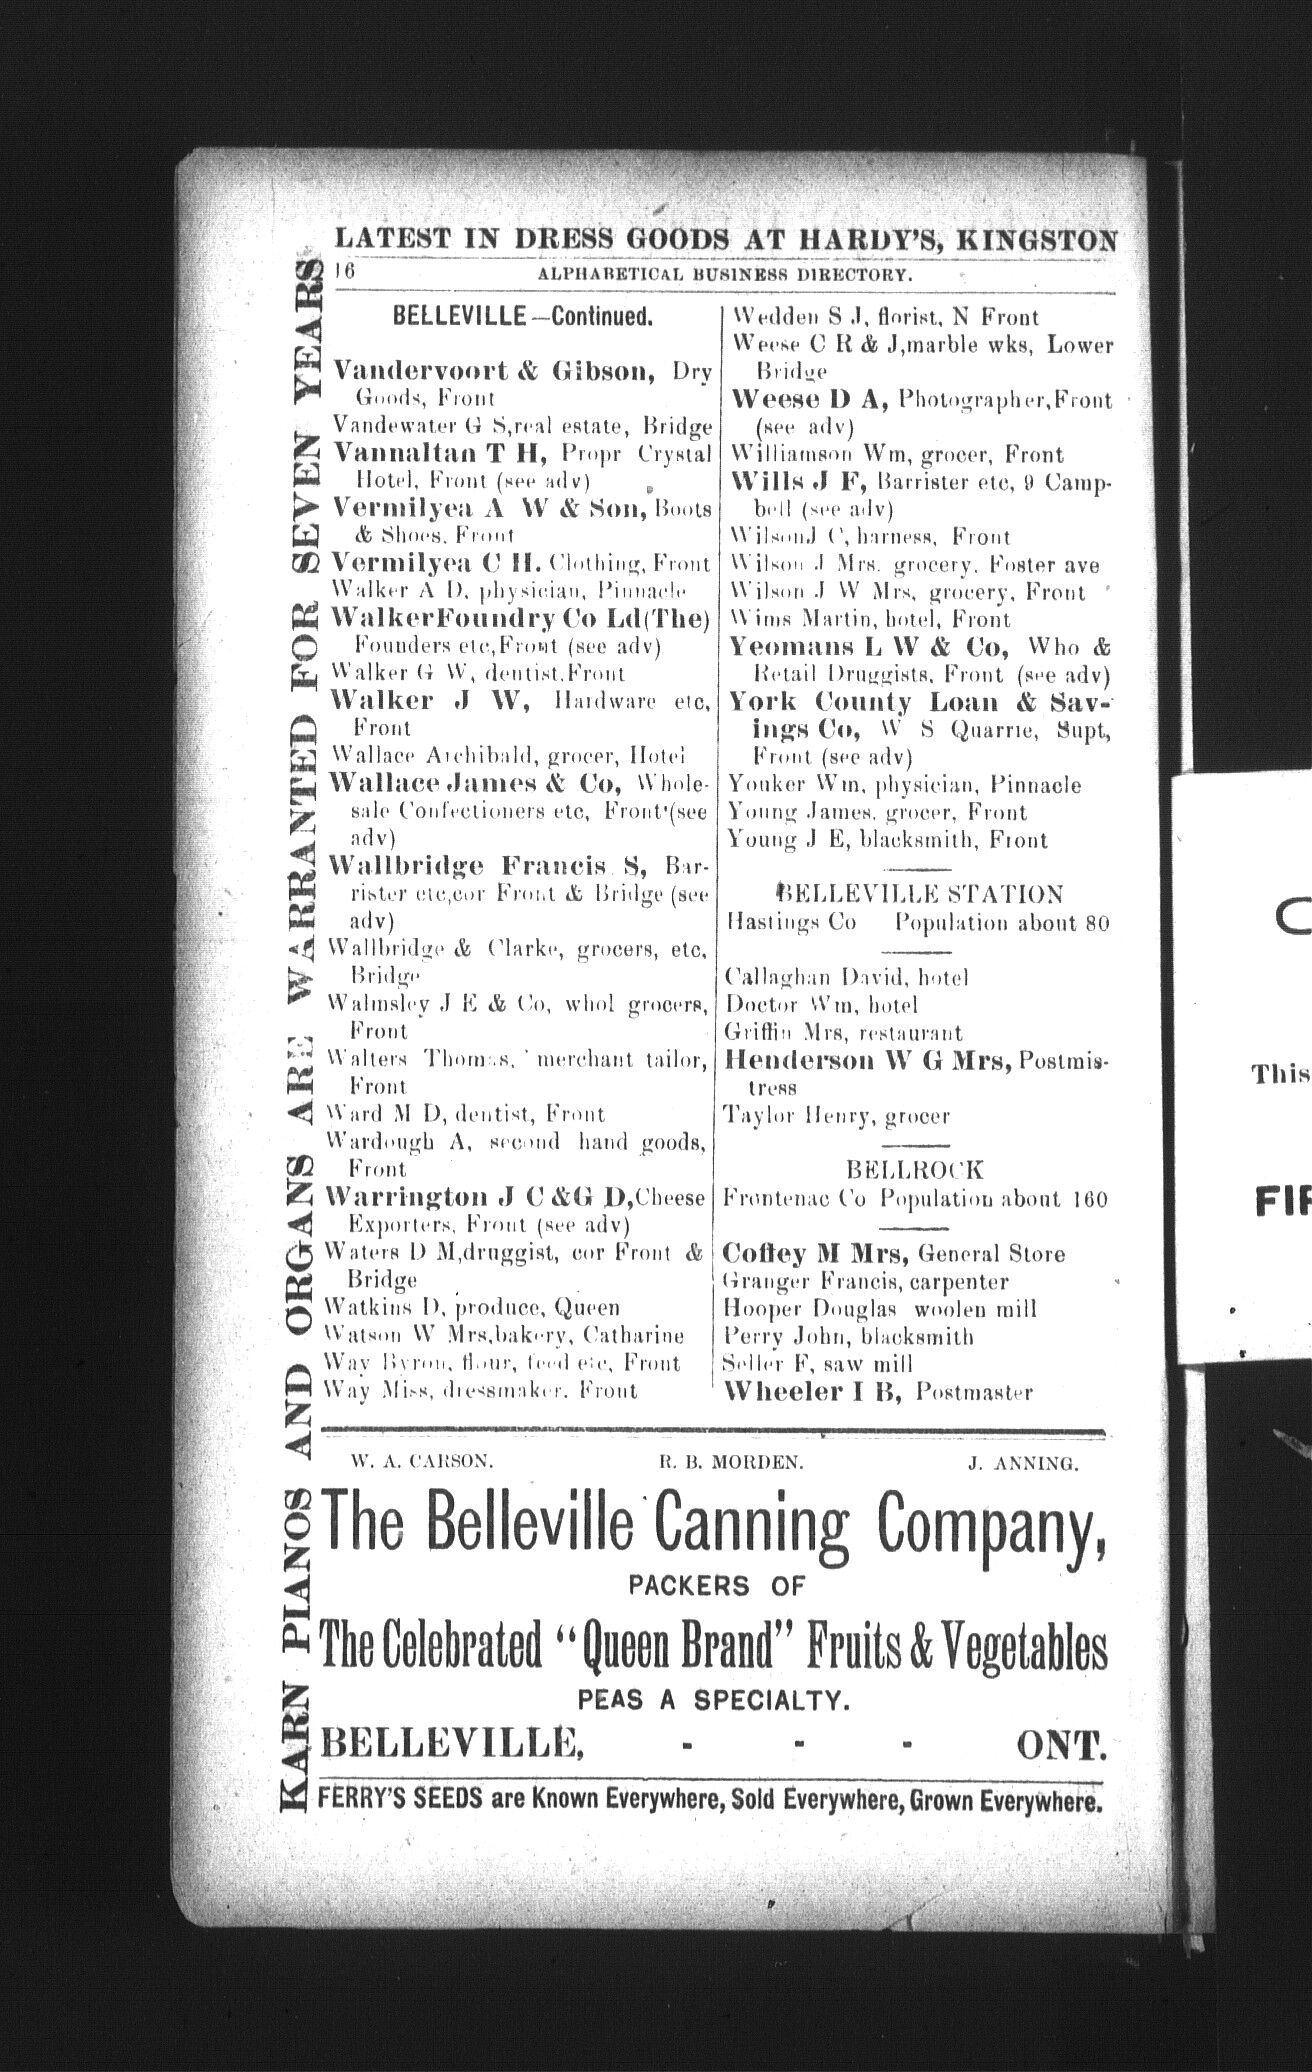 LATEST IN DRESS GOODS AT HARDY'S, KINGSTON
16 ALPHABETICAL BUSINESS DIRECTORY.
KARN PIANOS AND ORGANS ARE WARRANTED FOR SEVEN YEARS
BELLEVILLE—Continued.
Vandervoort & Gibson, Dry
Goods, Front
Vandewater G S,real estate, Bridge
Vannaltan T H, Propr Crystal
Hotel, Front (see adv)
Vermilyea A W & Son, Boots
& Shoes, Front
Vermilyea C H. Clothing, Front
Walker A D, physician, Pinnacle
WalkerFoundry Co Ld(The)
Founders etc,Front (see adv)
Walker G W, dentist,Front
Walker J W, Hardware etc,
Front
Wallace Archibald, grocer, Hotel
Wallace James & Co, Whole-
sale Confectioners etc, Front (see
adv)
Wallbridge Francis S, Bar-
rister etc,cor Front & Bridge (see
adv)
Wallbridge & Clarke, grocers, etc,
Bridge
Walmsley J E & Co, whol grocers,
Front
Walters Thomas, merchant tailor,
Front
Ward M D, dentist, Front
Wardough A, second hand goods,
Front
Warrington J C &G D,Cheese
Exporters, Front (see adv)
Waters D M,druggist, cor Front &
Bridge
Watkins D, produce, Queen
Watson W Mrs,bakery, Catharine
Way Byron, flour, feed etc, Front
Way Miss, dressmaker, Front
Wedden S J, florist, N Front
Weese C R & J,marble wks, Lower
Bridge
Weese D A, Photographer,Front
(see adv)
Williamson Wm, grocer, Front
Wills J F, Barrister etc, 9 Camp-
bell (see adv)
WilsonJ C, harness, Front
Wilson J Mrs. grocery, Foster ave
Wilson J W Mrs, grocery, Front
Wims Martin, hotel, Front
Yeomans L W & Co, Who &
Retail Druggists, Front (see adv)
York County Loan & Sav-
ings Co, W S Quarrie, Supt,
Front (see adv)
Youker Wm, physician, Pinnacle
Young James, grocer, Front
Young J E, blacksmith, Front
BELLEVILLE STATION
Hastings Co Population about 80
Callaghan David, hotel
Doctor Wm, hotel
Griffin Mrs, restaurant
Henderson W G Mrs, Postmis-
tress
Taylor Henry, grocer
BELLROCK
Frontenac Co Population about 160
Coffey M Mrs, General Store
Granger Francis, carpenter
Hooper Douglas woolen mill
Perry John, blacksmith
Seller F, saw mill
Wheeler I B, Postmaster
W. A. CARSON. R. B. MORDEN. J. ANNING.
The Belleville Canning Company,
PACKERS OF
The Celebrated "Queen Brand" Fruits & Vegetables
PEAS A SPECIALTY.
BELLEVILLE, - - - ONT.
FERRY'S SEEDS are Known Everywhere, Sold Everywhere, Grown Everywhere.
This